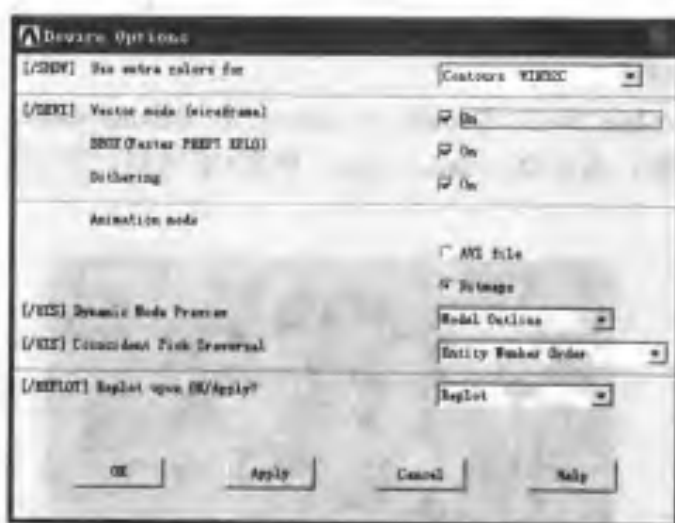 Device Options
[/SHOW] Use extra colors for Contours WIN32C
[/DEVI] Vector mode (wireframe) On
BBOX (Faster PREP7 XPLO) On
Dithering On
Animation mode
AVI file
Bitmaps
[/UIS] Dynamic Mode Preview Model Outline
[/UIS] Coincident Pick Traversal Entity Number Order
[/REPLOT] Replot upon OK/Apply? Replot
OK Apply Cancel Help